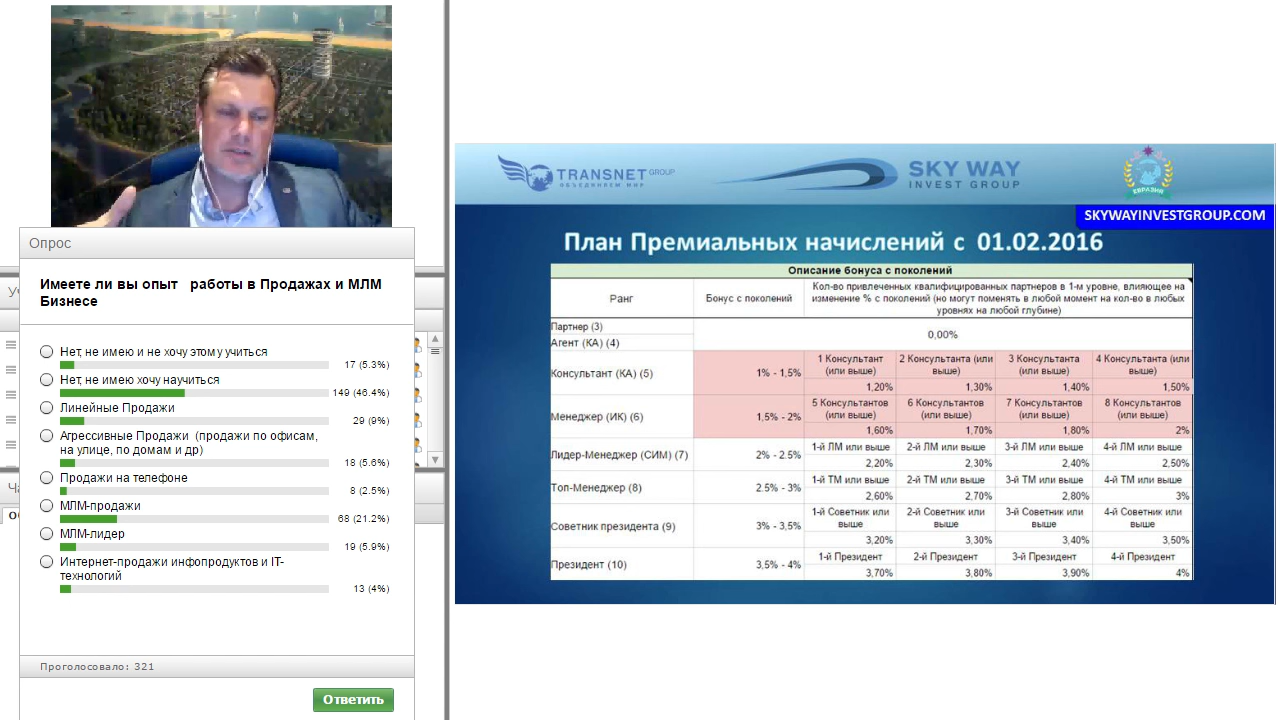 Опрос
Имеете ли вы опыт работы в Продажах и МЛМ
Бизнесе
Нет, не имею и не хочу этому учиться
17 (5.3%)
Нет, не имею хочу научиться
149 (46.4%)
Линейные Продажи
29 (9%)
Агрессивные Продажи (продажи по офисам,
на улице, по домам и др)
18 (5.6%)
Продажи на телефоне
8 (2.5%)
МЛМ-продажи
68 (21.2%)
МЛМ-лидер
19 (5.9%)
Интернет-продажи инфопродуктов и IT-
технологий
13 (4%)
Проголосовало: 321
Ответить
TRANSNET GROUP
ОБЪЕДИНЯЕМ МИР
SKY WAY
INVEST GROUP
ЕВРАЗИЯ
SKYWAYINVESTGROUP.COM
План Премиальных начислений с 01.02.2016
Описание бонуса с поколений
Ранг
Бонус с поколений
Кол-во привлеченных квалифицированных партнеров в 1-м уровне, влияющее на
изменение % с поколений (но могут поменять в любой момент на кол-во в любых
уровнях на любой глубине)
Партнер (3)
Агент (КА) (4)
0,00%
Консультант (КА) (5)
1% - 1,5%
1 Консультант
(или выше)
2 Консультанта (или
выше)
3 Консультанта
(или выше)
4 Консультанта (или
выше)
1,20%
1,30%
1,40%
1,50%
Менеджер (ИК) (6)
1,5% - 2%
5 Консультантов
(или выше)
6 Консультантов
(или выше)
7 Консультантов
(или выше)
8 Консультантов
(или выше)
1,60%
1,70%
1,80%
2%
Лидер-Менеджер (СИМ) (7)
2% - 2.5%
1-й ЛМ или выше
2-й ЛМ или выше
3-й ЛМ или выше
4-й ЛМ или выше
2,20%
2,30%
2,40%
2,50%
Топ-Менеджер (8)
2.5% - 3%
1-й ТМ или выше
2-й ТМ или выше
3-й ТМ или выше
4-й ТМ или выше
2,60%
2,70%
2,80%
3%
Советник президента (9)
3% - 3,5%
1-й Советник или
выше
2-й Советник или
выше
3-й Советник или
выше
4-й Советник или
выше
3,20%
3,30%
3,40%
3,50%
Президент (10)
3,5% - 4%
1-й Президент
2-й Президент
3-й Президент
4-й Президент
3,70%
3,80%
3,90%
4%